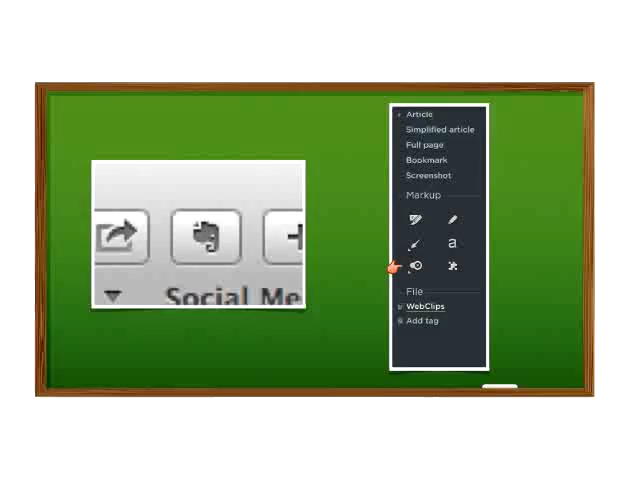 Social Me
Article
Simplified article
Full page
Bookmark
Screenshot
Markup
a
File
WebClips
Add tag